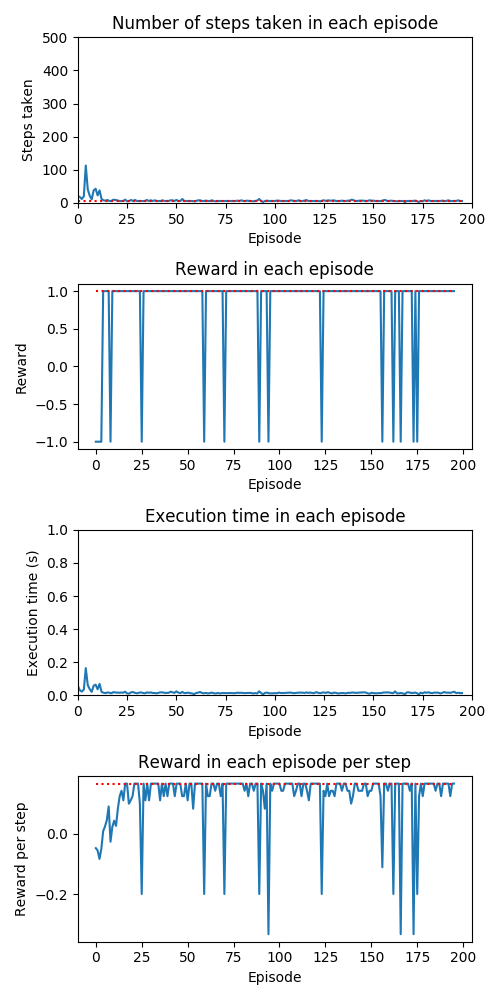 Number of steps taken in each episode
500
400
300
200
100
0
Steps taken
0 25 50 75 100 125 150 175 200
Episode
Reward in each episode
1.0
0.5
0.0
−0.5
−1.0
Reward
0 25 50 75 100 125 150 175 200
Episode
Execution time in each episode
1.0
0.8
0.6
0.4
0.2
0.0
Execution time (s)
0 25 50 75 100 125 150 175 200
Episode
Reward in each episode per step
0.0
−0.2
Reward per step
0 25 50 75 100 125 150 175 200
Episode